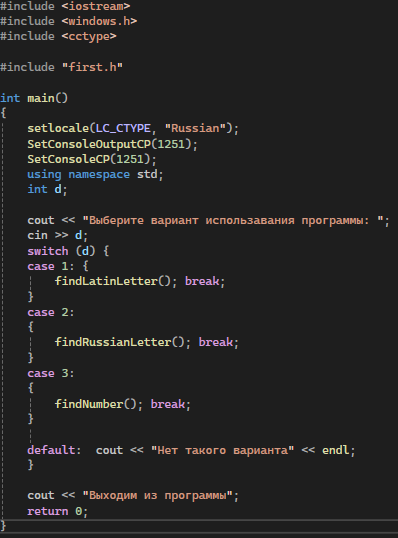 #include <iostream>
#include <windows.h>
#include <cctype>
#include "first.h"
int main()
{
setlocale(LC_CTYPE, "Russian");
SetConsoleOutputCP(1251);
SetConsoleCP(1251);
using namespace std;
int d;
cout << "Выберите вариант использавания программы: ";
cin >> d;
switch (d) {
case 1: {
findLatinLetter(); break;
}
case 2:
{
findRussianLetter(); break;
}
case 3:
{
findNumber(); break;
}
default:  cout << "Нет такого варианта" << endl;
}
cout << "Выходим из программы";
return 0;
}